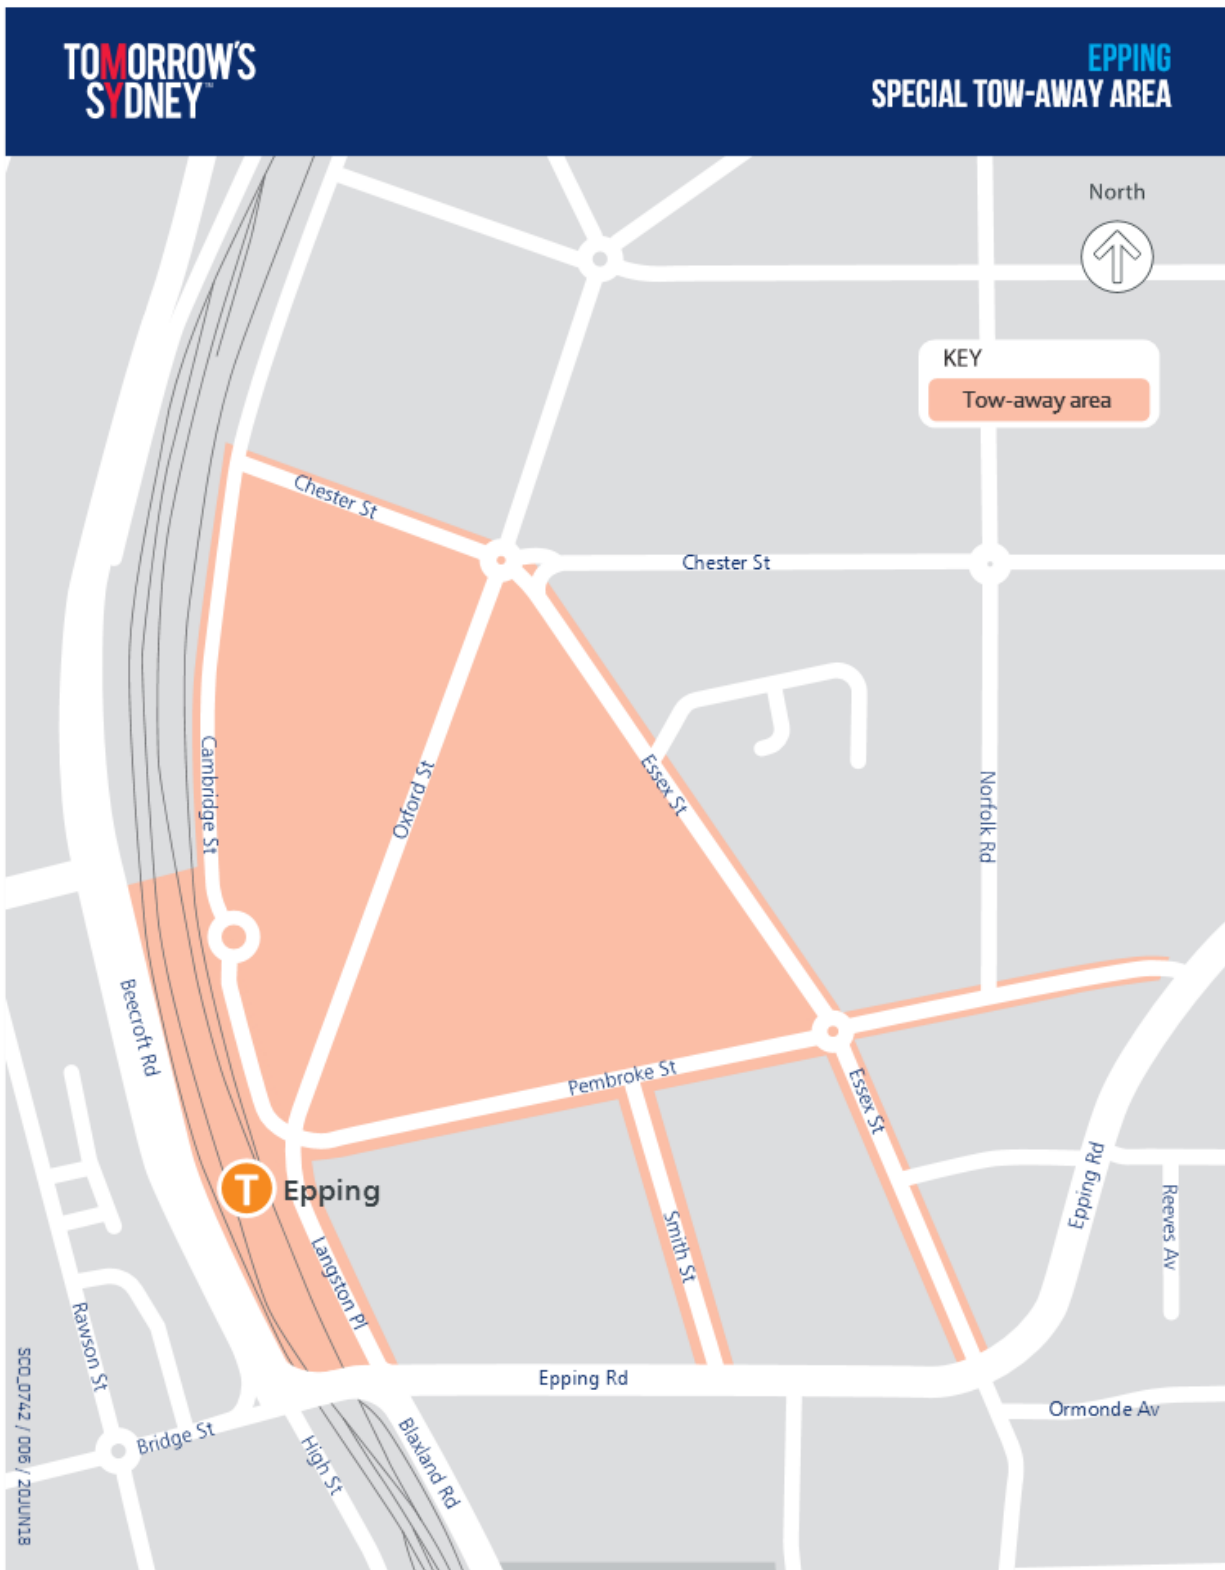 TOMORROW'S
SYDNEY™
EPPING
SPECIAL TOW-AWAY AREA
North
KEY
Tow-away area
Chester St
Chester St
Cambridge St
Oxford St
Essex St
Norfolk Rd
Beecroft Rd
Pembroke St
Essex St
Epping Rd
Reeves Av
T Epping
Smith St
Langston Pl
Rawson St
Epping Rd
Ormonde Av
Bridge St
High St
Blaxland Rd
SCO_0742 / 006 / 20JUN18